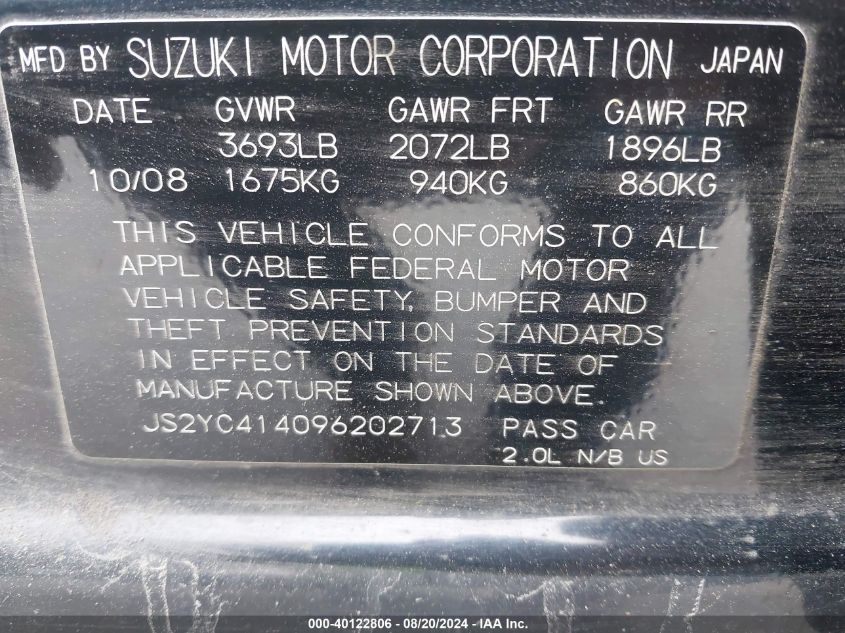 MFD BY SUZUKI MOTOR CORPORATION JAPAN
DATE GVWR GAWR FRT GAWR RR
3693LB 2072LB 1896LB
10/08 1675KG 940KG 860KG
THIS VEHICLE CONFORMS TO ALL
APPLICABLE FEDERAL MOTOR
VEHICLE SAFETY, BUMPER AND
THEFT PREVENTION STANDARDS
IN EFFECT ON THE DATE OF
MANUFACTURE SHOWN ABOVE.
JS2YC414096202713 PASS CAR
2.0L N/B US
000-40122806 - 08/20/2024 - IAA, Inc.